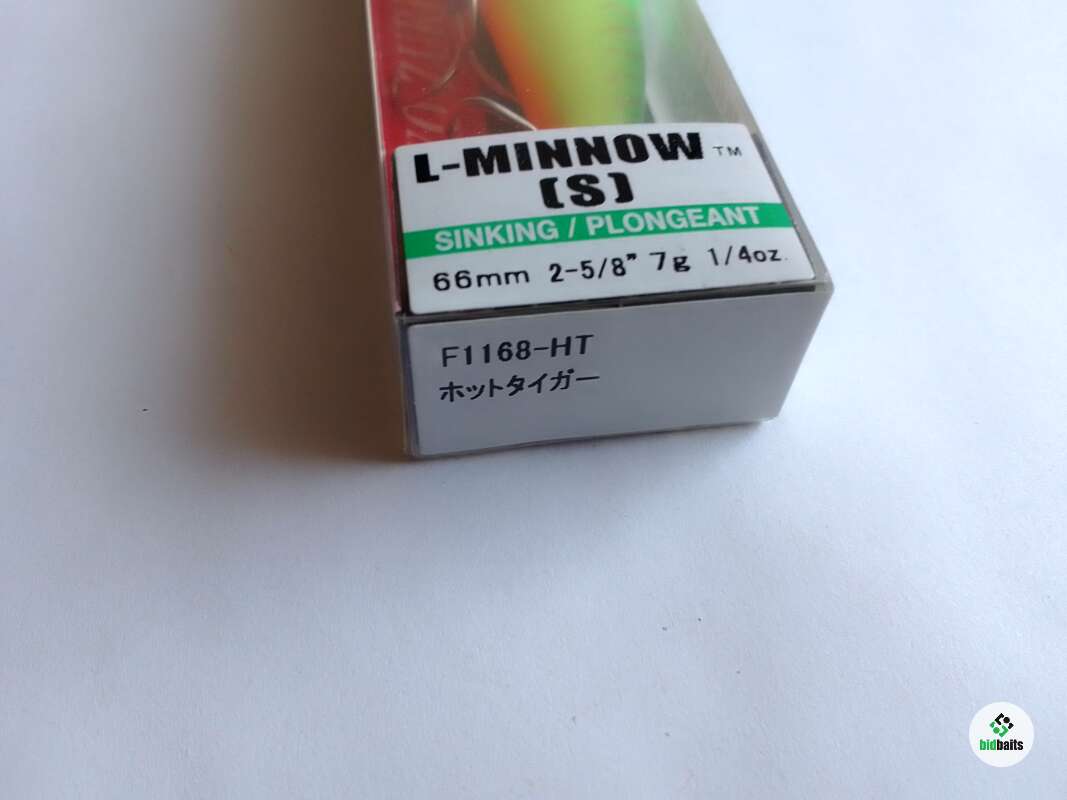 L-MINNOW™
(S)
SINKING / PLONGEANT
66mm 2-5/8" 7g 1/4oz.
F1168-HT
ホットタイガー
bidbaits